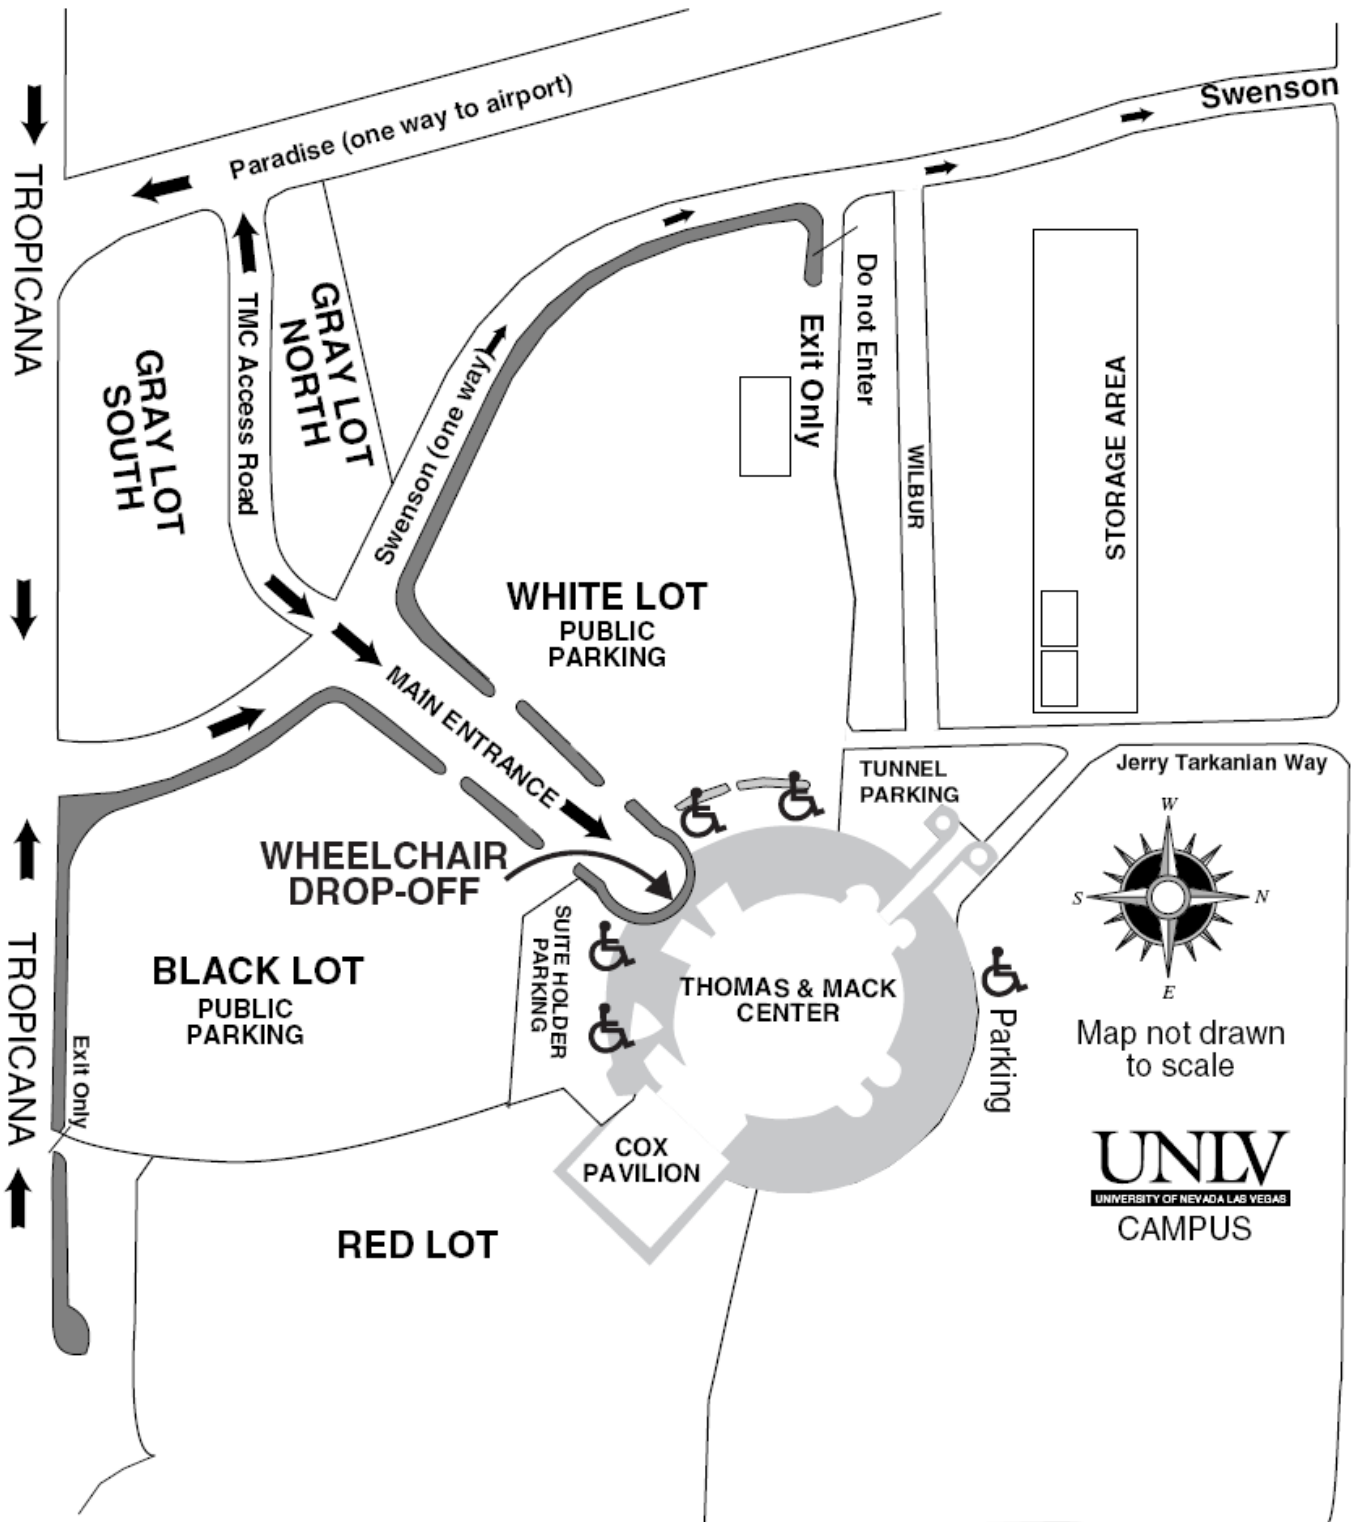 Swenson
Paradise (one way to airport)
TROPICANA
TMC Access Road
GRAY LOT
NORTH
GRAY LOT
SOUTH
Swenson (one way)
Do not Enter
Exit Only
WILBUR
STORAGE AREA
WHITE LOT
PUBLIC
PARKING
MAIN ENTRANCE
TUNNEL
PARKING
Jerry Tarkanian Way
W
S
N
E
WHEELCHAIR
DROP-OFF
SUITE HOLDER
PARKING
BLACK LOT
PUBLIC
PARKING
THOMAS & MACK
CENTER
Parking
Map not drawn
to scale
TROPICANA
Exit Only
COX
PAVILION
UNLV
UNIVERSITY OF NEVADA LAS VEGAS
CAMPUS
RED LOT